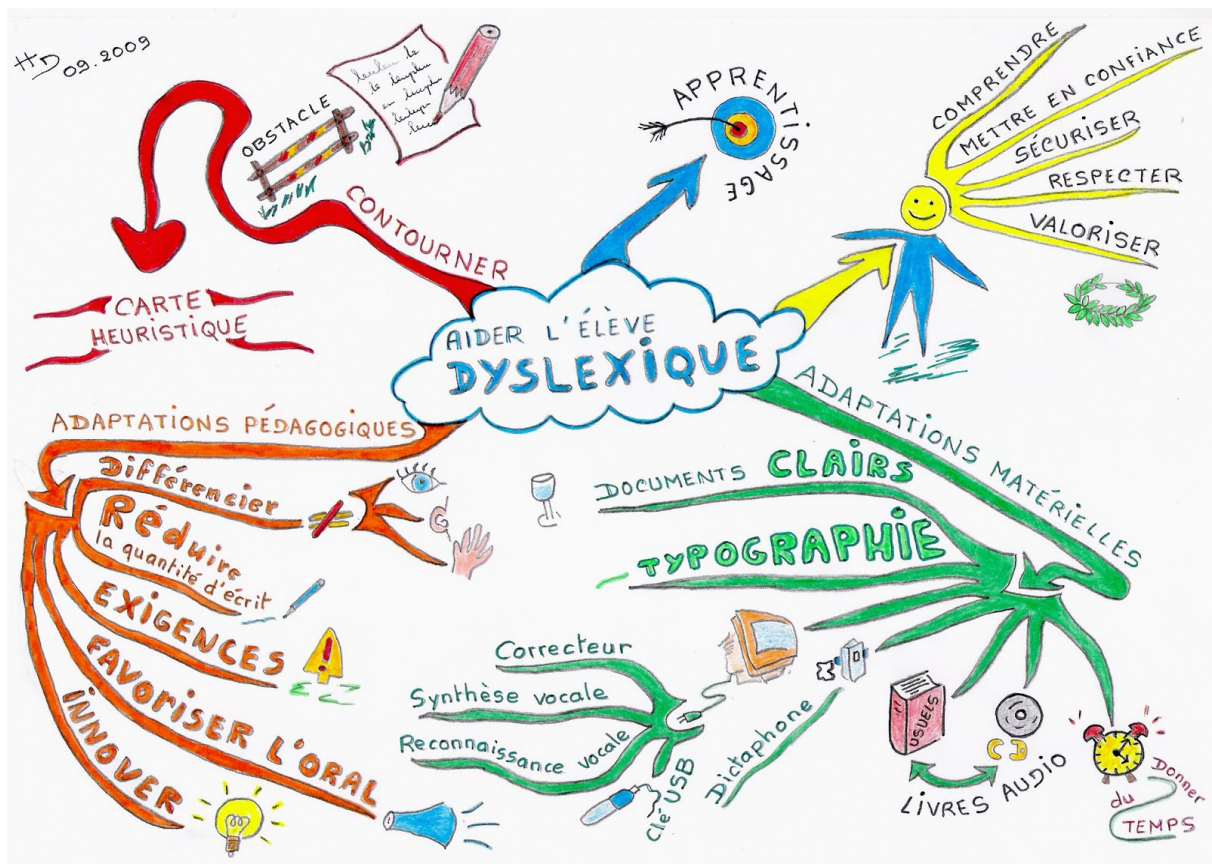 HD 09.2009
AIDER L'ÉLÈVE
DYSLEXIQUE
APPRENTISSAGE
COMPRENDRE
METTRE EN CONFIANCE
SÉCURISER
RESPECTER
VALORISER
ADAPTATIONS MATÉRIELLES
DOCUMENTS CLAIRS
TYPOGRAPHIE
Correcteur
Synthèse vocale
Reconnaissance vocale
Clé USB
Dictaphone
USUELS
CD
LIVRES AUDIO
Donner
du
TEMPS
ADAPTATIONS PÉDAGOGIQUES
Différencier
Réduire
la quantité d'écrit
EXIGENCES
FAVORISER L'ORAL
INNOVER
CONTOURNER
OBSTACLE
CARTE
HEURISTIQUE